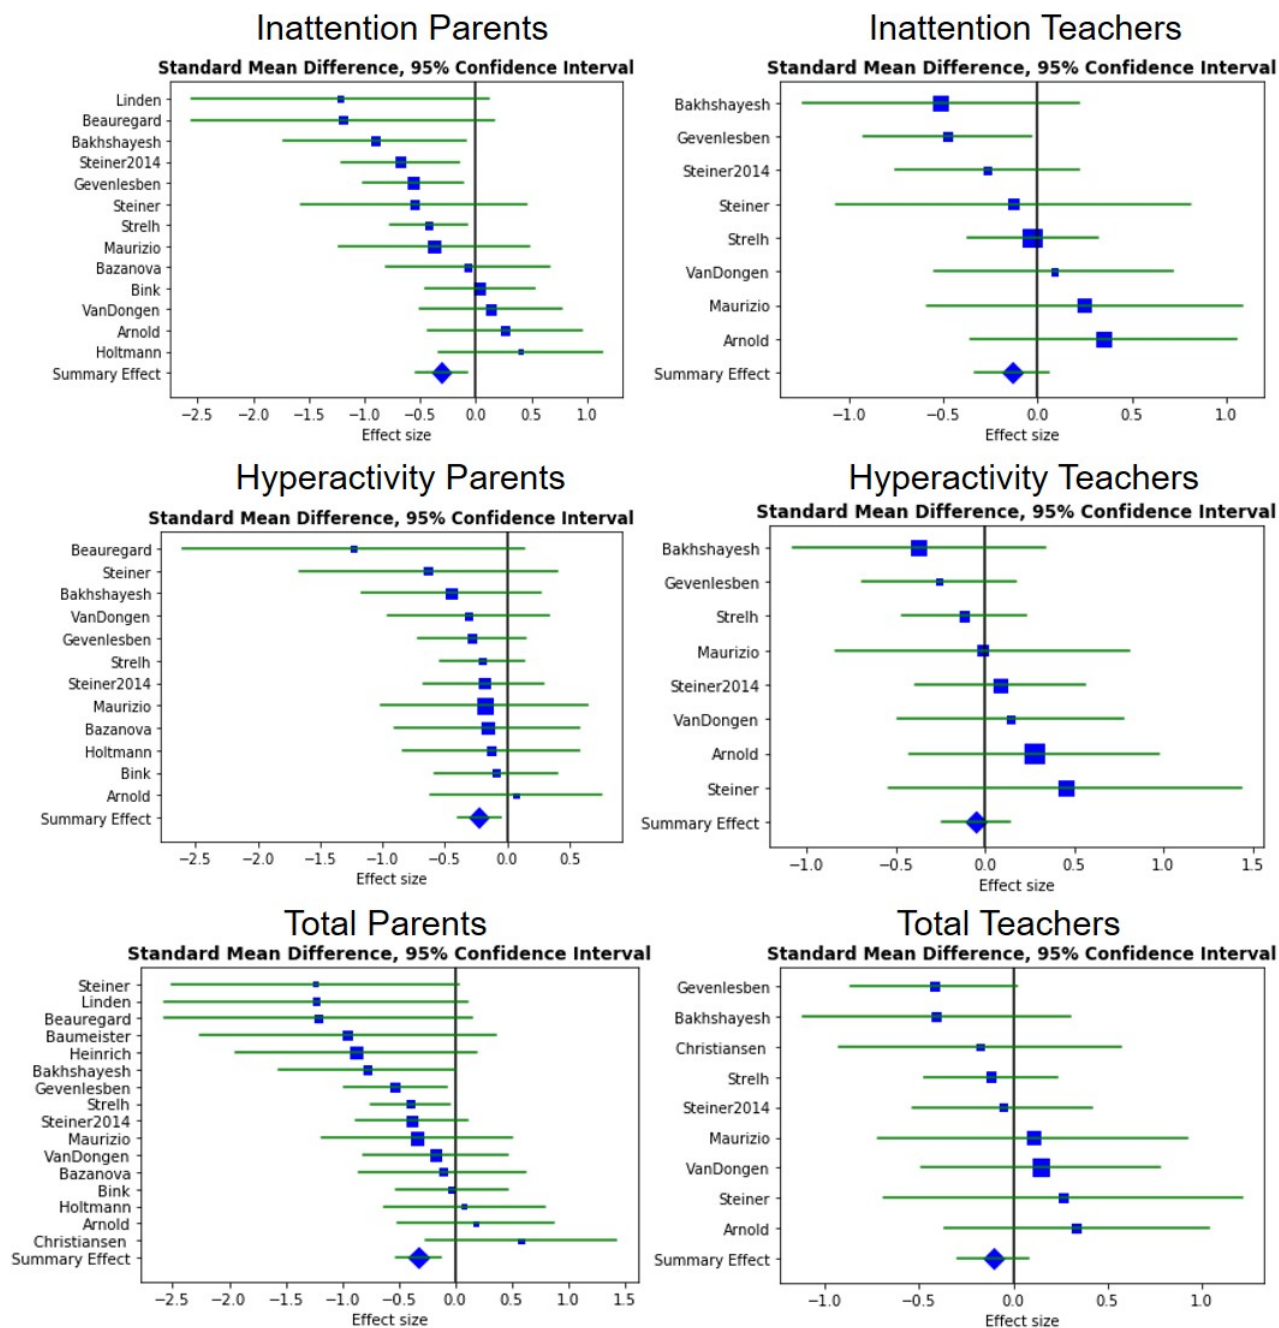 Inattention Parents
Standard Mean Difference, 95% Confidence Interval
Linden
Beauregard
Bakhshayesh
Steiner2014
Gevenlesben
Steiner
Strelh
Maurizio
Bazanova
Bink
VanDongen
Arnold
Holtmann
Summary Effect
−2.5 −2.0 −1.5 −1.0 −0.5 0.0 0.5 1.0
Effect size
Inattention Teachers
Standard Mean Difference, 95% Confidence Interval
Bakhshayesh
Gevenlesben
Steiner2014
Steiner
Strelh
VanDongen
Maurizio
Arnold
Summary Effect
−1.0 −0.5 0.0 0.5 1.0
Effect size
Hyperactivity Parents
Standard Mean Difference, 95% Confidence Interval
Beauregard
Steiner
Bakhshayesh
VanDongen
Gevenlesben
Strelh
Steiner2014
Maurizio
Bazanova
Holtmann
Bink
Arnold
Summary Effect
−2.5 −2.0 −1.5 −1.0 −0.5 0.0 0.5
Effect size
Hyperactivity Teachers
Standard Mean Difference, 95% Confidence Interval
Bakhshayesh
Gevenlesben
Strelh
Maurizio
Steiner2014
VanDongen
Arnold
Steiner
Summary Effect
−1.0 −0.5 0.0 0.5 1.0 1.5
Effect size
Total Parents
Standard Mean Difference, 95% Confidence Interval
Steiner
Linden
Beauregard
Baumeister
Heinrich
Bakhshayesh
Gevenlesben
Strelh
Steiner2014
Maurizio
VanDongen
Bazanova
Bink
Holtmann
Arnold
Christiansen
Summary Effect
−2.5 −2.0 −1.5 −1.0 −0.5 0.0 0.5 1.0 1.5
Effect size
Total Teachers
Standard Mean Difference, 95% Confidence Interval
Gevenlesben
Bakhshayesh
Christiansen
Strelh
Steiner2014
Maurizio
VanDongen
Steiner
Arnold
Summary Effect
−1.0 −0.5 0.0 0.5 1.0
Effect size